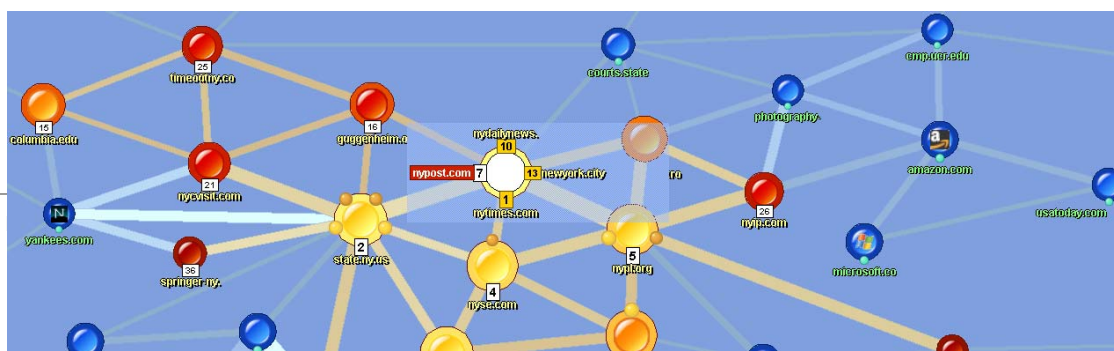 courts.state
cmp.ucr.edu
25
timeoutny.co
15
columbia.edu
16
guggenheim.o
photography
amazon.com
nydailynews.
10
nypost.com 7
13 newyork.city
1
nytimes.com
21
nycvisit.com
26
nyip.com
usatoday.com
N
yankees.com
2
state.ny.us
5
nypl.org
microsoft.co
36
springer.ny.
4
nyse.com